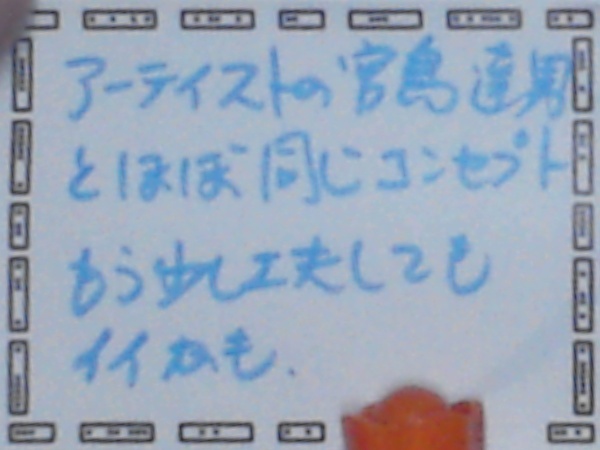 アーティストの宮島達男
とほぼ同じコンセプト
もう少し工夫しても
イイかも.